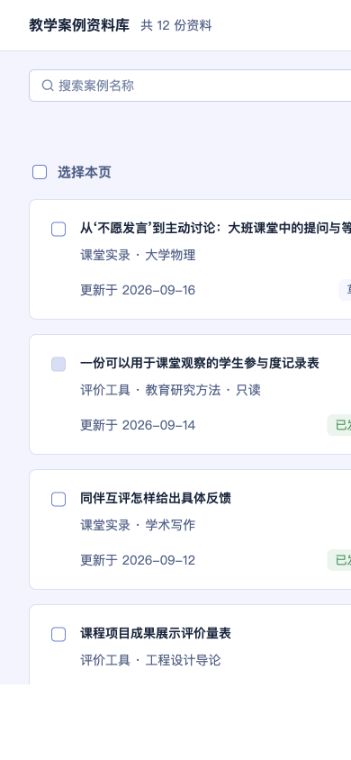 教学案例资料库 共 12 份资料
搜索案例名称
选择本页
从‘不愿发言’到主动讨论：大班课堂中的提问与等
课堂实录 · 大学物理
更新于 2026-09-16
一份可以用于课堂观察的学生参与度记录表
评价工具 · 教育研究方法 · 只读
更新于 2026-09-14
已
同伴互评怎样给出具体反馈
课堂实录 · 学术写作
更新于 2026-09-12
已
课程项目成果展示评价量表
评价工具 · 工程设计导论